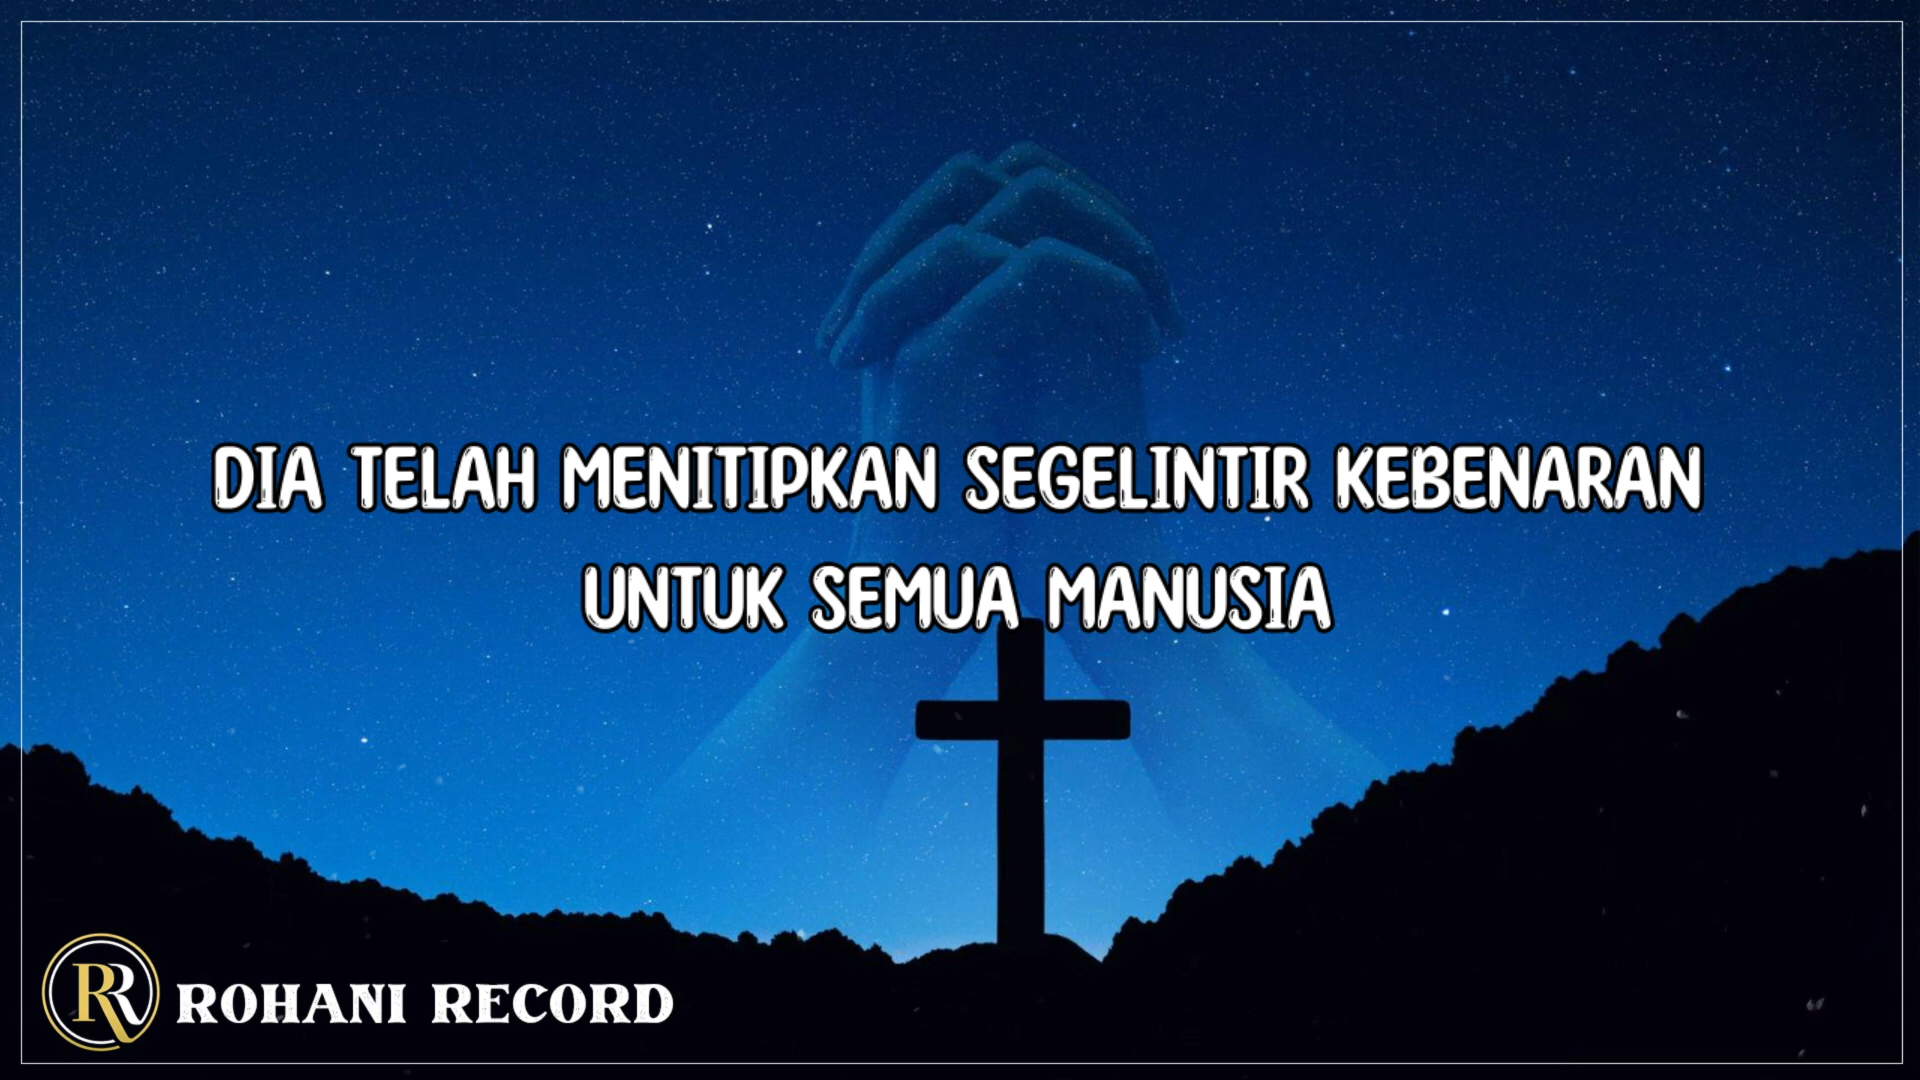 DIA TELAH MENITIPKAN SEGELINTIR KEBENARAN
UNTUK SEMUA MANUSIA
RR ROHANI RECORD